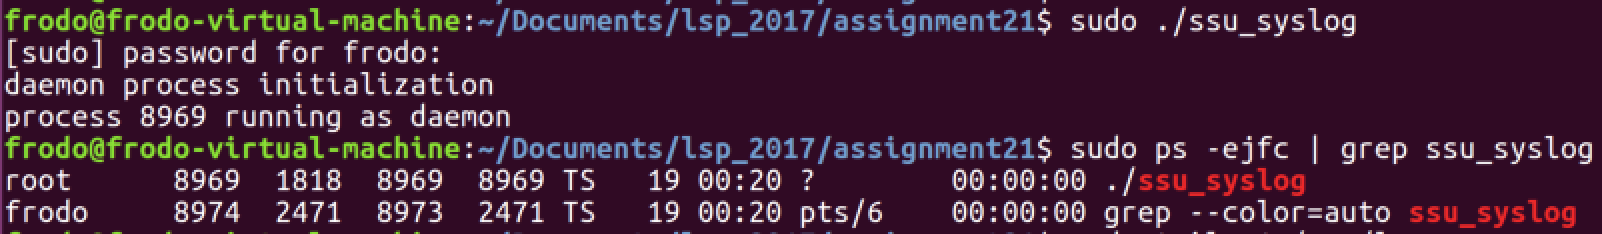 frodo@frodo-virtual-machine:~/Documents/lsp_2017/assignment21$ sudo ./ssu_syslog
[sudo] password for frodo:
daemon process initialization
process 8969 running as daemon
frodo@frodo-virtual-machine:~/Documents/lsp_2017/assignment21$ sudo ps -ejfc | grep ssu_syslog
root      8969  1818  8969  8969 TS   19 00:20 ?        00:00:00 ./ssu_syslog
frodo     8974  2471  8973  2471 TS   19 00:20 pts/6    00:00:00 grep --color=auto ssu_syslog